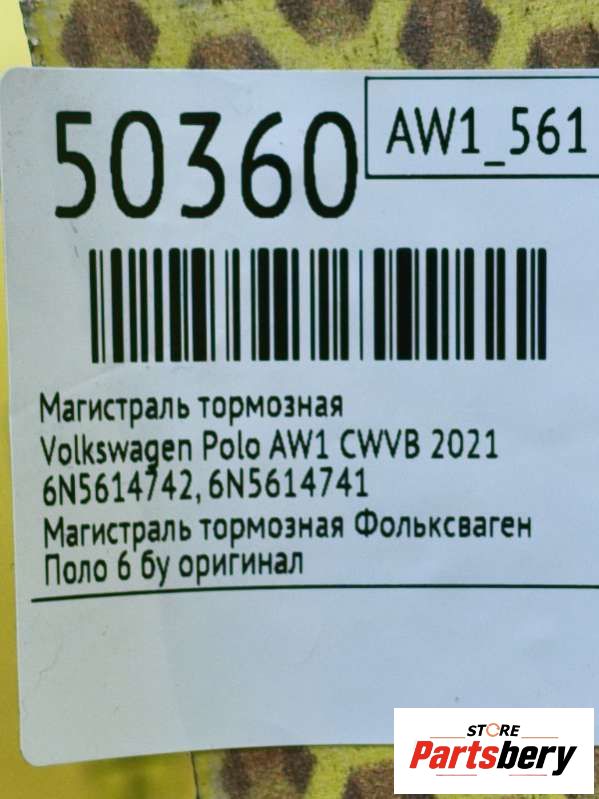 50360
AW1_561
Магистраль тормозная
Volkswagen Polo AW1 CWVB 2021
6N5614742, 6N5614741
Магистраль тормозная Фольксваген
Поло 6 бу оригинал
STORE
Partsbery